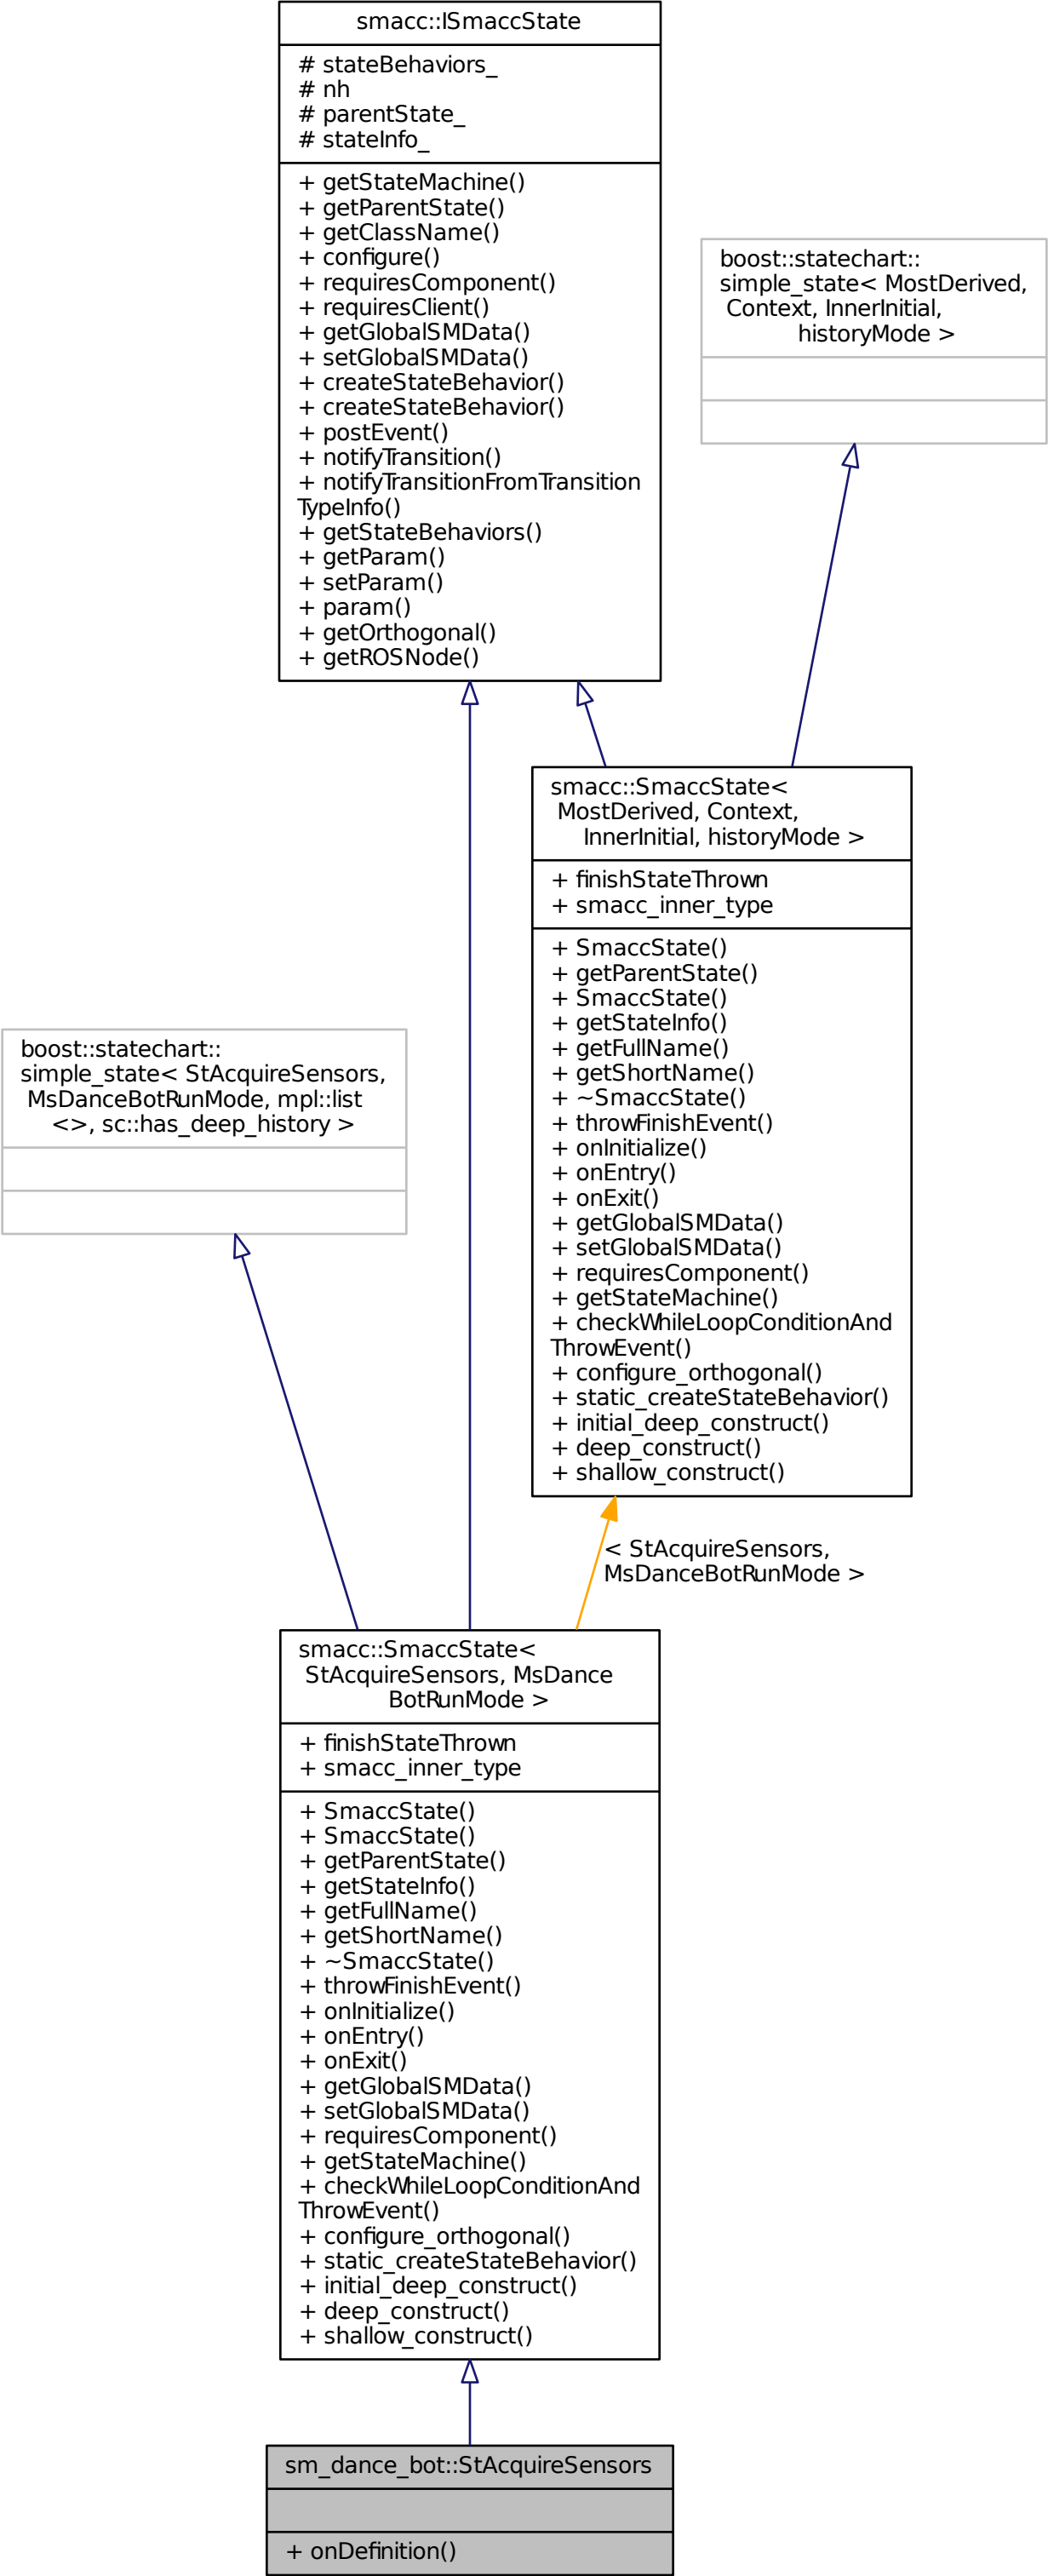 smacc::ISmaccState
# stateBehaviors_
# nh
# parentState_
# stateInfo_
+ getStateMachine()
+ getParentState()
+ getClassName()
+ configure()
+ requiresComponent()
+ requiresClient()
+ getGlobalSMData()
+ setGlobalSMData()
+ createStateBehavior()
+ createStateBehavior()
+ postEvent()
+ notifyTransition()
+ notifyTransitionFromTransition
TypeInfo()
+ getStateBehaviors()
+ getParam()
+ setParam()
+ param()
+ getOrthogonal()
+ getROSNode()
boost::statechart::
simple_state< MostDerived,
Context, InnerInitial,
historyMode >
smacc::SmaccState<
MostDerived, Context,
InnerInitial, historyMode >
+ finishStateThrown
+ smacc_inner_type
+ SmaccState()
+ getParentState()
+ SmaccState()
+ getStateInfo()
+ getFullName()
+ getShortName()
+ ~SmaccState()
+ throwFinishEvent()
+ onInitialize()
+ onEntry()
+ onExit()
+ getGlobalSMData()
+ setGlobalSMData()
+ requiresComponent()
+ getStateMachine()
+ checkWhileLoopConditionAnd
ThrowEvent()
+ configure_orthogonal()
+ static_createStateBehavior()
+ initial_deep_construct()
+ deep_construct()
+ shallow_construct()
boost::statechart::
simple_state< StAcquireSensors,
MsDanceBotRunMode, mpl::list
<>, sc::has_deep_history >
< StAcquireSensors,
MsDanceBotRunMode >
smacc::SmaccState<
StAcquireSensors, MsDance
BotRunMode >
+ finishStateThrown
+ smacc_inner_type
+ SmaccState()
+ SmaccState()
+ getParentState()
+ getStateInfo()
+ getFullName()
+ getShortName()
+ ~SmaccState()
+ throwFinishEvent()
+ onInitialize()
+ onEntry()
+ onExit()
+ getGlobalSMData()
+ setGlobalSMData()
+ requiresComponent()
+ getStateMachine()
+ checkWhileLoopConditionAnd
ThrowEvent()
+ configure_orthogonal()
+ static_createStateBehavior()
+ initial_deep_construct()
+ deep_construct()
+ shallow_construct()
sm_dance_bot::StAcquireSensors
+ onDefinition()